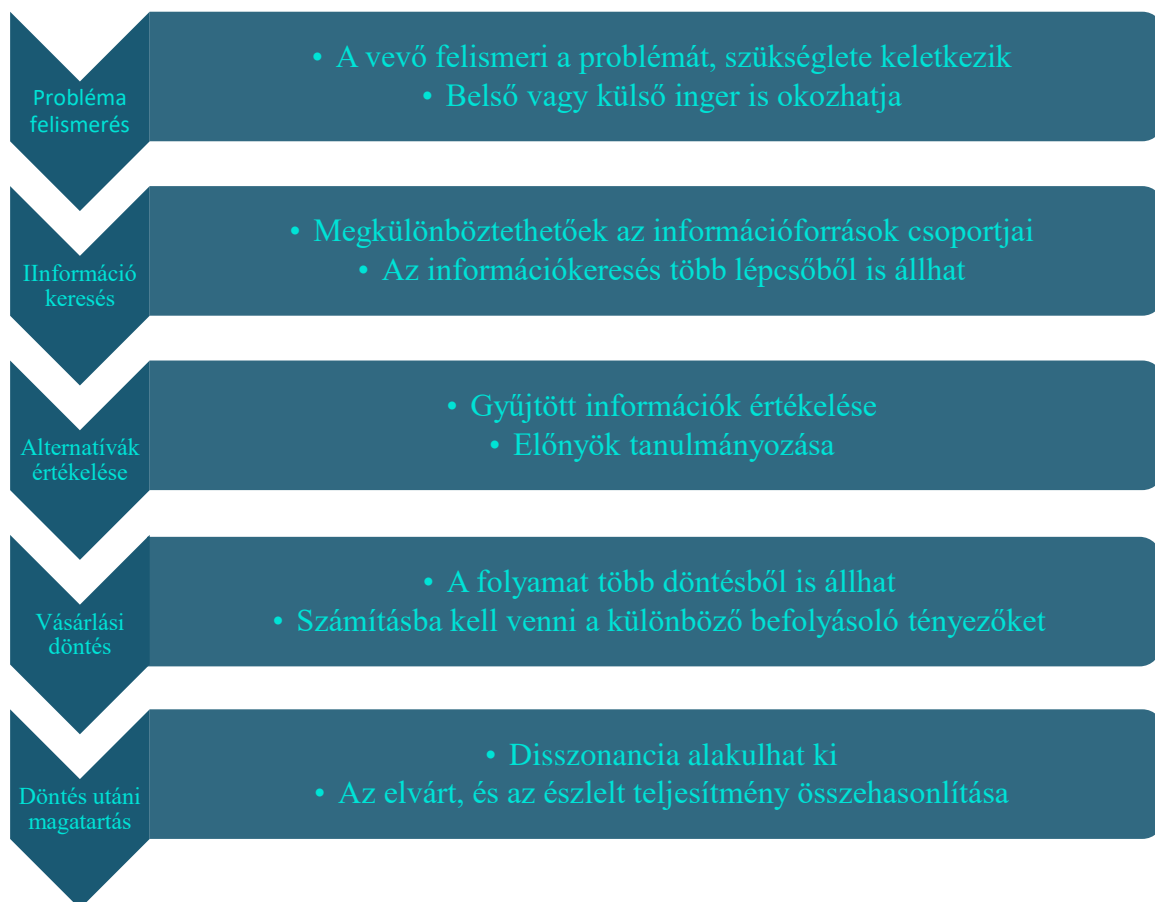 Probléma
felismerés
• A vevő felismeri a problémát, szükséglete keletkezik
• Belső vagy külső inger is okozhatja
IInformáció
keresés
• Megkülönböztethetőek az információforrások csoportjai
• Az információkeresés több lépcsőből is állhat
Alternatívák
értékelése
• Gyűjtött információk értékelése
• Előnyök tanulmányozása
Vásárlási
döntés
• A folyamat több döntésből is állhat
• Számításba kell venni a különböző befolyásoló tényezőket
Döntés utáni
magatartás
• Disszonancia alakulhat ki
• Az elvárt, és az észlelt teljesítmény összehasonlítása